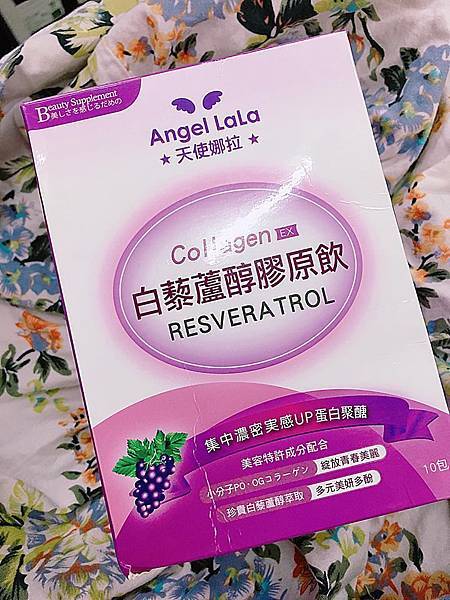 Beauty Supplement
美しさを感じるための
Angel LaLa
★ 天使娜拉 ★
Collagen EX
白藜蘆醇膠原飲
RESVERATROL
集中濃密実感UP蛋白聚醣
美容特許成分配合
小分子PO・OGコラーゲン 綻放青春美麗
珍貴白藜蘆醇萃取 多元美妍多酚
10包